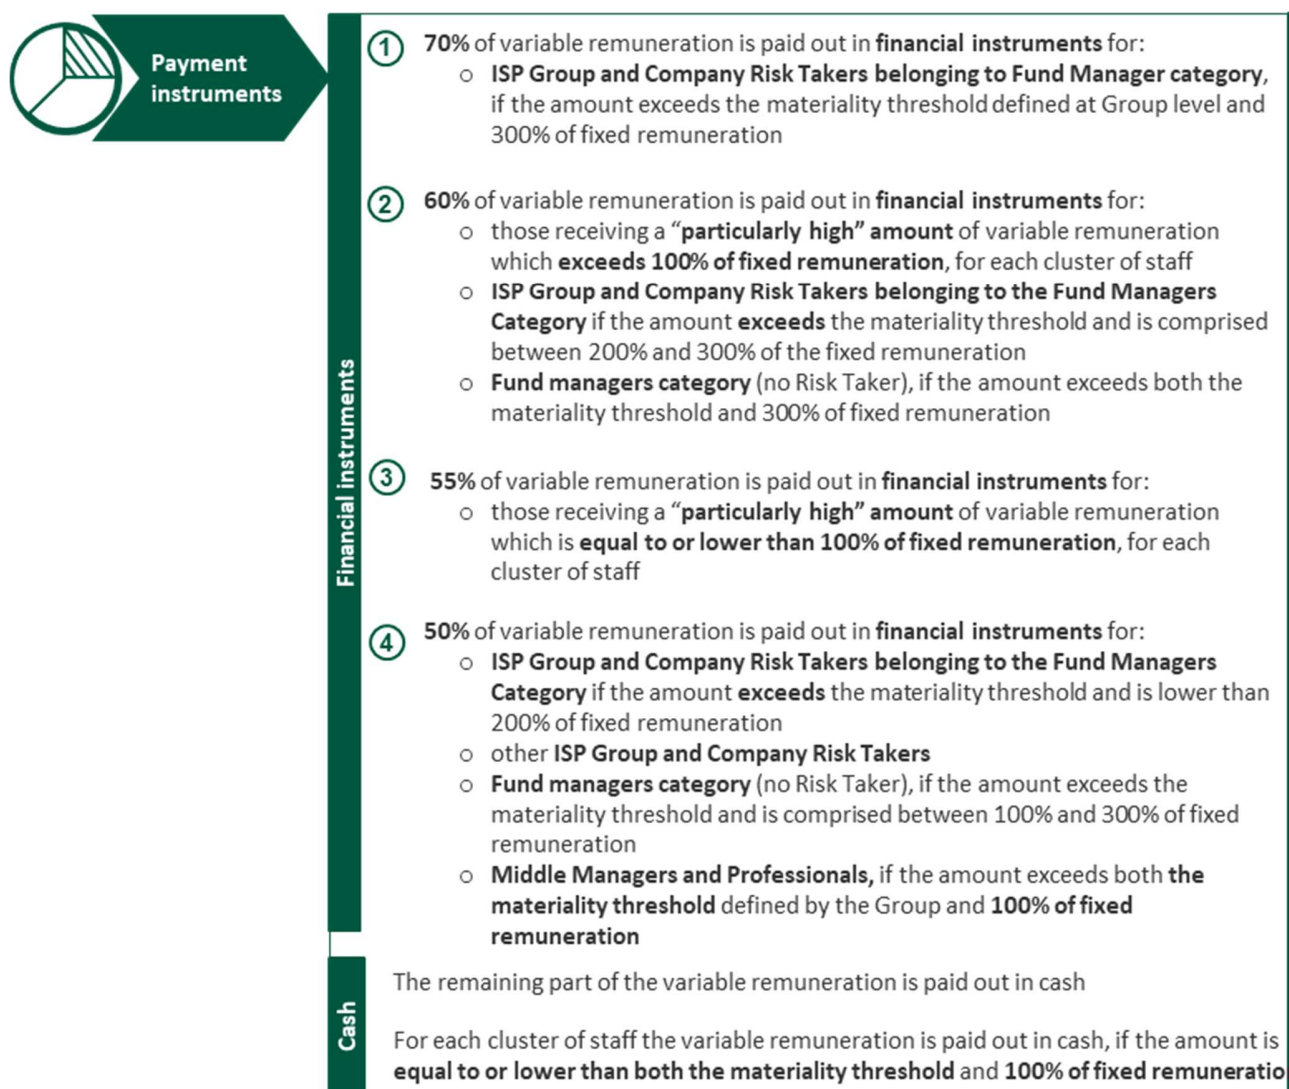 Payment
instruments
Financial instruments
1 70% of variable remuneration is paid out in financial instruments for:
o ISP Group and Company Risk Takers belonging to Fund Manager category,
if the amount exceeds the materiality threshold defined at Group level and
300% of fixed remuneration
2 60% of variable remuneration is paid out in financial instruments for:
o those receiving a “particularly high” amount of variable remuneration
which exceeds 100% of fixed remuneration, for each cluster of staff
o ISP Group and Company Risk Takers belonging to the Fund Managers
Category if the amount exceeds the materiality threshold and is comprised
between 200% and 300% of the fixed remuneration
o Fund managers category (no Risk Taker), if the amount exceeds both the
materiality threshold and 300% of fixed remuneration
3 55% of variable remuneration is paid out in financial instruments for:
o those receiving a “particularly high” amount of variable remuneration
which is equal to or lower than 100% of fixed remuneration, for each
cluster of staff
4 50% of variable remuneration is paid out in financial instruments for:
o ISP Group and Company Risk Takers belonging to the Fund Managers
Category if the amount exceeds the materiality threshold and is lower than
200% of fixed remuneration
o other ISP Group and Company Risk Takers
o Fund managers category (no Risk Taker), if the amount exceeds the
materiality threshold and is comprised between 100% and 300% of fixed
remuneration
o Middle Managers and Professionals, if the amount exceeds both the
materiality threshold defined by the Group and 100% of fixed
remuneration
Cash
The remaining part of the variable remuneration is paid out in cash
For each cluster of staff the variable remuneration is paid out in cash, if the amount is
equal to or lower than both the materiality threshold and 100% of fixed remuneratio